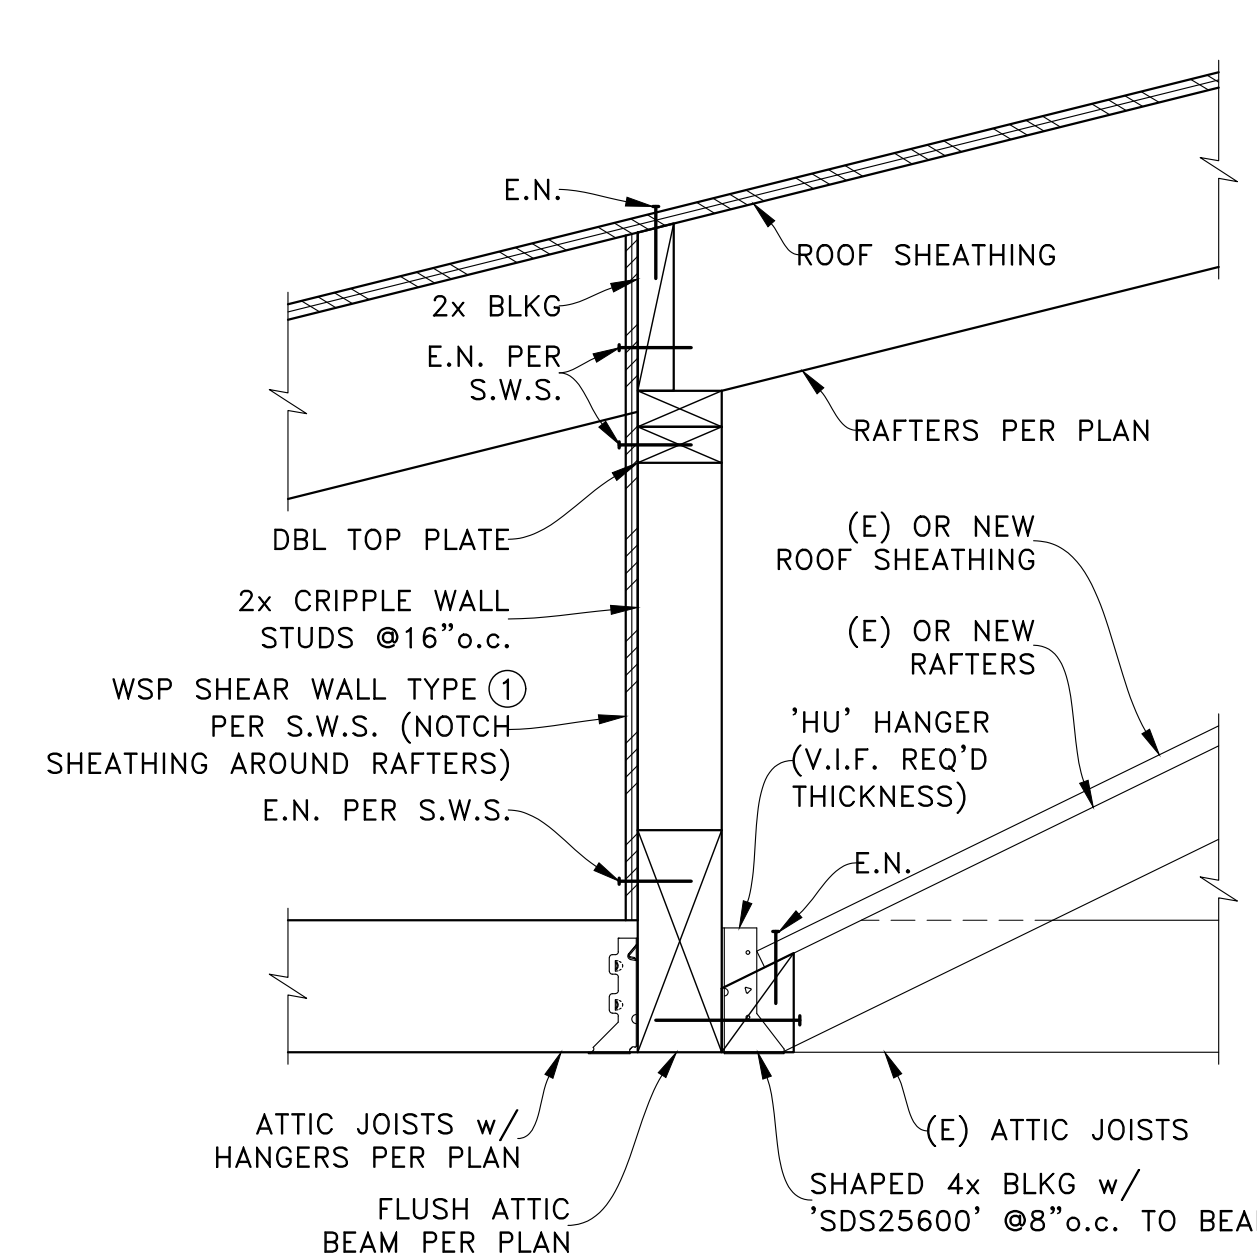 E.N.
ROOF SHEATHING
2x BLKG
E.N. PER
S.W.S.
RAFTERS PER PLAN
DBL TOP PLATE
(E) OR NEW
ROOF SHEATHING
2x CRIPPLE WALL
STUDS @16”o.c.
(E) OR NEW
RAFTERS
WSP SHEAR WALL TYPE 1
PER S.W.S. (NOTCH
SHEATHING AROUND RAFTERS)
'HU' HANGER
(V.I.F. REQ'D
THICKNESS)
E.N. PER S.W.S.
E.N.
ATTIC JOISTS w/
HANGERS PER PLAN
(E) ATTIC JOISTS
FLUSH ATTIC
BEAM PER PLAN
SHAPED 4x BLKG w/
'SDS25600' @8”o.c. TO